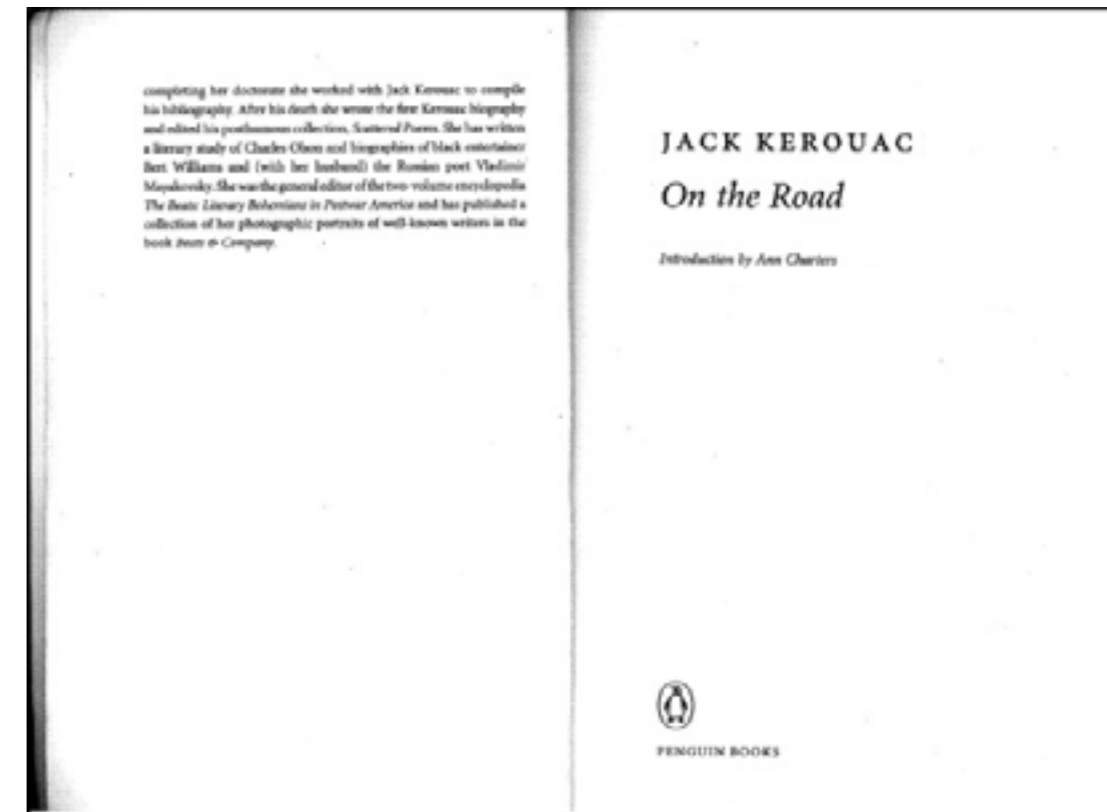 completing her doctorate she worked with Jack Kerouac to compile
his bibliography. After his death she wrote the first Kerouac biography
and edited his posthumous collection, Scattered Poems. She has written
a literary study of Charles Olson and biographies of black entertainer
Bert Williams and (with her husband) the Russian poet Vladimir
Mayakovsky. She was the general editor of the two-volume encyclopedia
The Beats: Literary Bohemians in Postwar America and has published a
collection of her photographic portraits of well-known writers in the
book Beats & Company.
JACK KEROUAC
On the Road
Introduction by Ann Charters
PENGUIN BOOKS